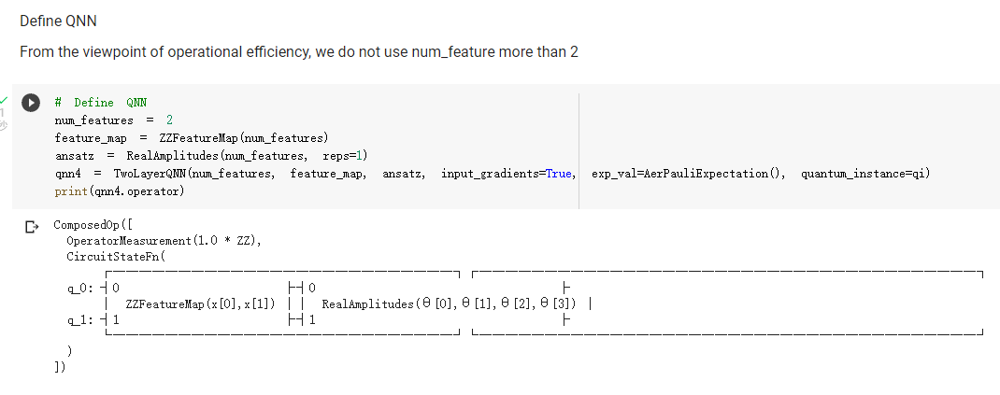 Define QNN
From the viewpoint of operational efficiency, we do not use num_feature more than 2
# Define QNN
num_features = 2
feature_map = ZZFeatureMap(num_features)
ansatz = RealAmplitudes(num_features, reps=1)
qnn4 = TwoLayerQNN(num_features, feature_map, ansatz, input_gradients=True, exp_val=AerPauliExpectation(), quantum_instance=qi)
print(qnn4.operator)
1
秒
ComposedOp([
OperatorMeasurement(1.0 * ZZ),
CircuitStateFn(
q_0: ┤0 ├┤0 ├
│ ZZFeatureMap(x[0],x[1]) ││ RealAmplitudes(θ[0],θ[1],θ[2],θ[3]) │
q_1: ┤1 ├┤1 ├
)
])